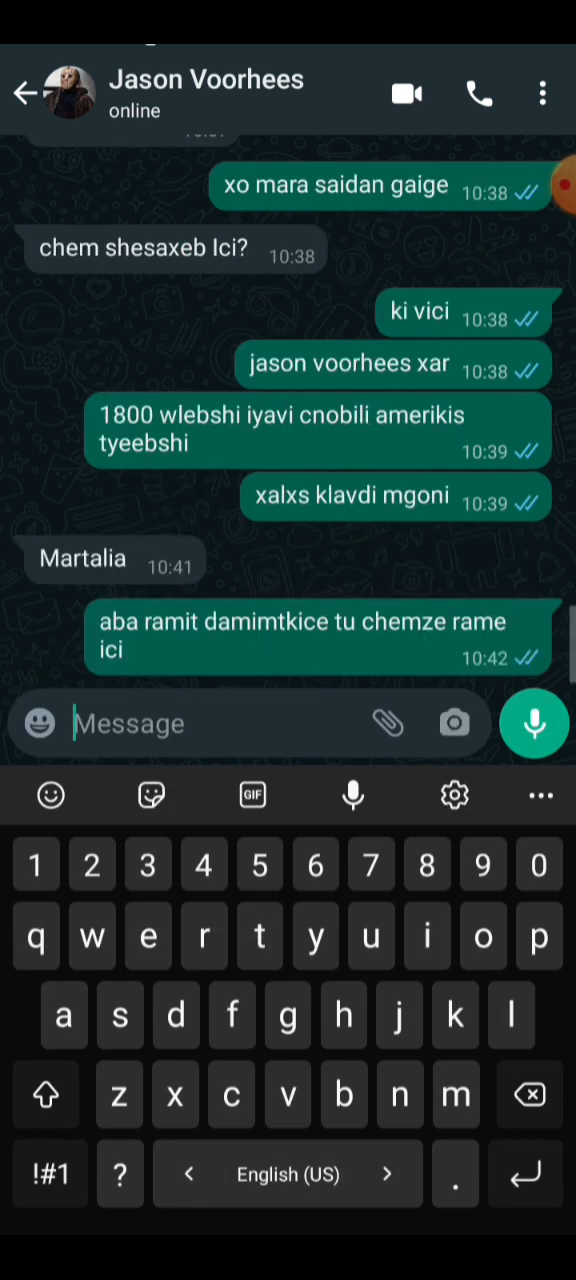 Jason Voorhees
online
xo mara saidan gaige 10:38
chem shesaxeb Ici? 10:38
ki vici 10:38
jason voorhees xar 10:38
1800 wlebshi iyavi cnobili amerikis
tyeebshi 10:39
xalxs klavdi mgoni 10:39
Martalia 10:41
aba ramit damimtkice tu chemze rame
ici 10:42
Message
GIF
1 2 3 4 5 6 7 8 9 0
q w e r t y u i o p
a s d f g h j k l
z x c v b n m
!#1 ? < English (US) > .